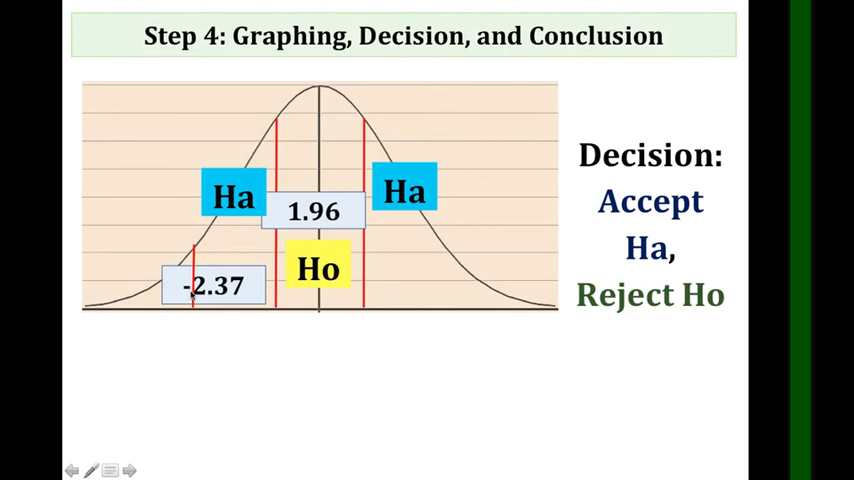 Step 4: Graphing, Decision, and Conclusion
Ha
1.96
Ha
Ho
-2.37
Decision:
Accept
Ha,
Reject Ho